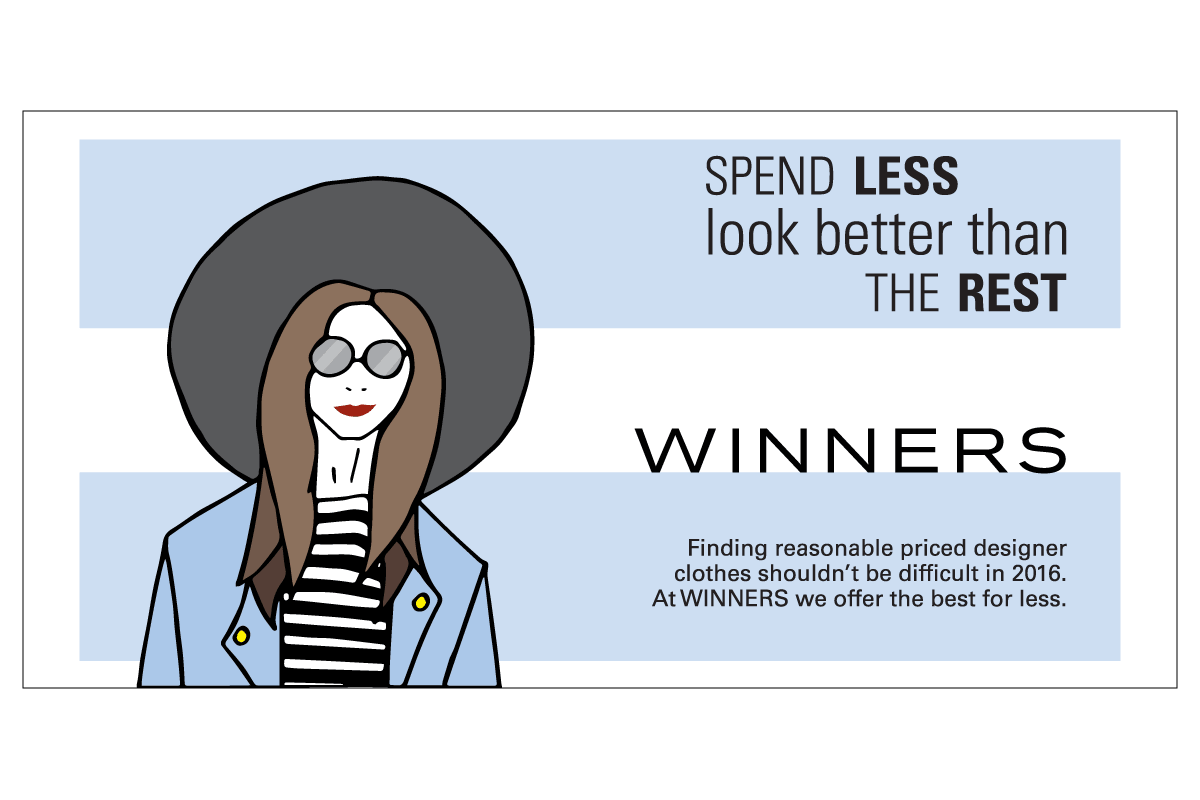 SPEND LESS
look better than
THE REST
WINNERS
Finding reasonable priced designer
clothes shouldn't be difficult in 2016.
At WINNERS we offer the best for less.